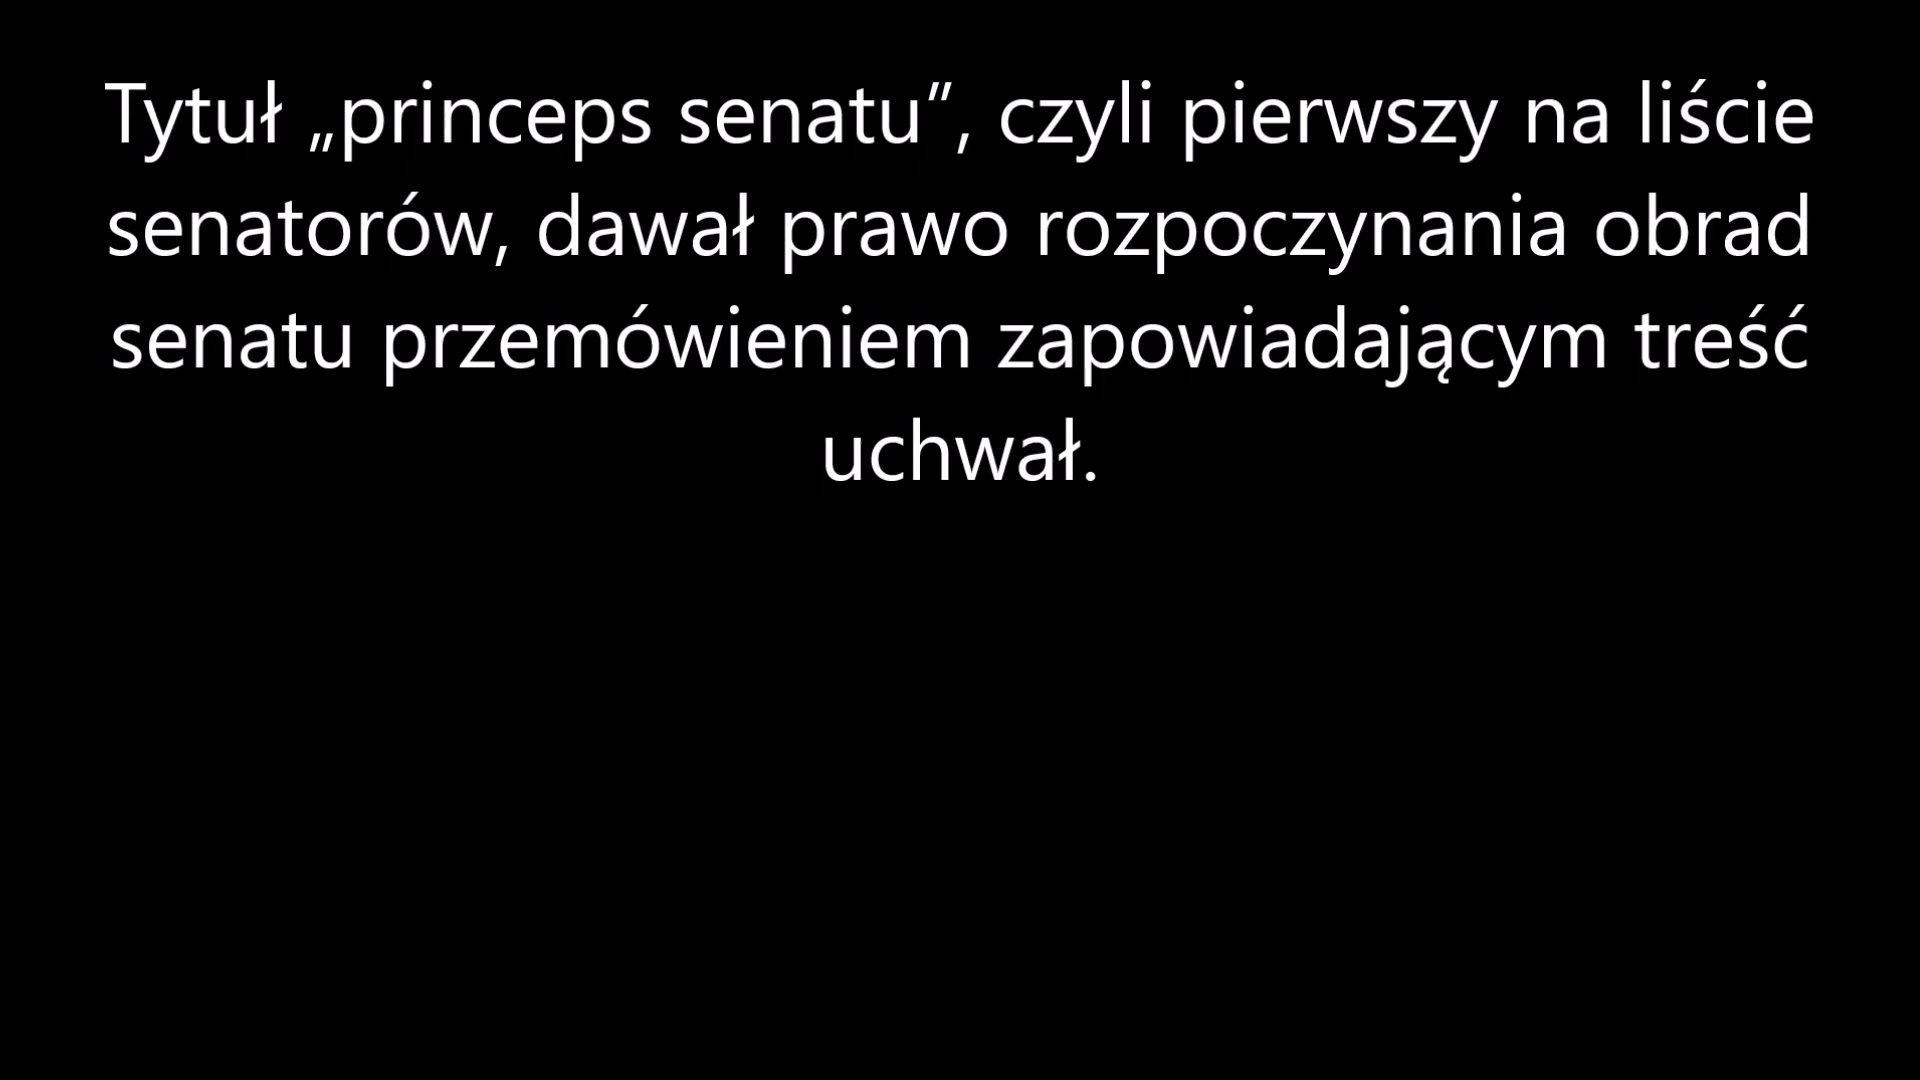 Tytuł „princeps senatu”, czyli pierwszy na liście
senatorów, dawał prawo rozpoczynania obrad
senatu przemówieniem zapowiadającym treść
uchwał.